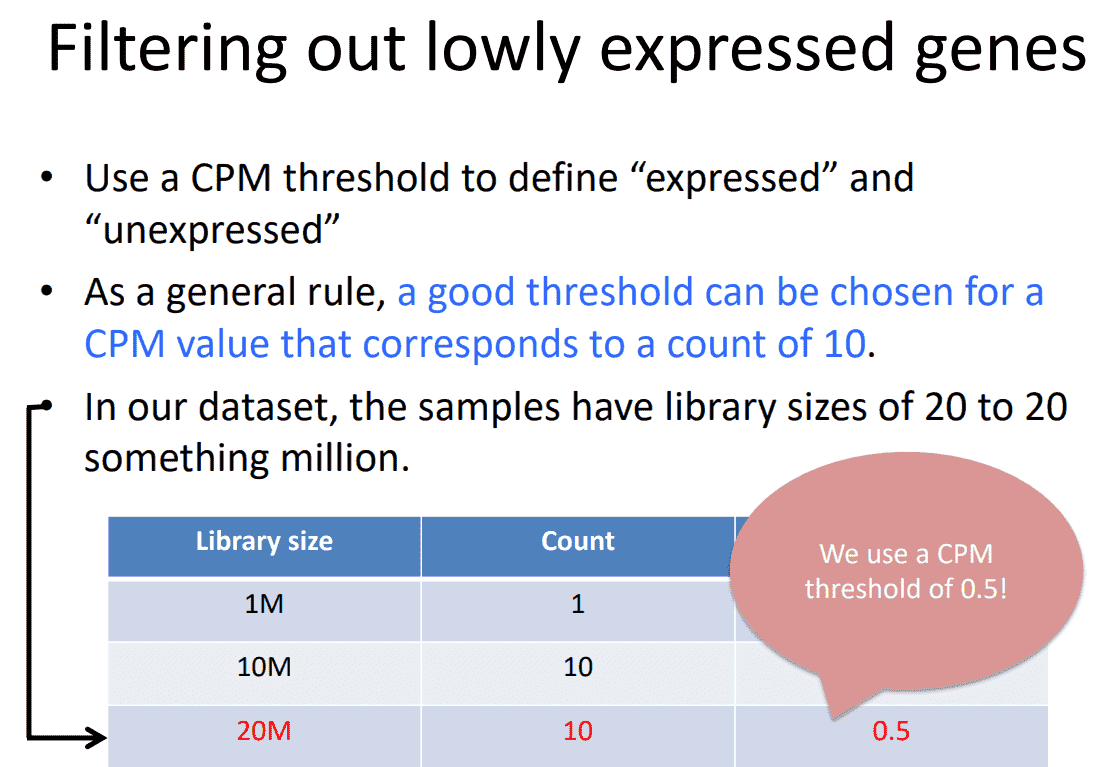 Filtering out lowly expressed genes
• Use a CPM threshold to define “expressed” and
“unexpressed”
• As a general rule, a good threshold can be chosen for a
CPM value that corresponds to a count of 10.
• In our dataset, the samples have library sizes of 20 to 20
something million.
We use a CPM
threshold of 0.5!
Library size Count
1M 1
10M 10
20M 10 0.5